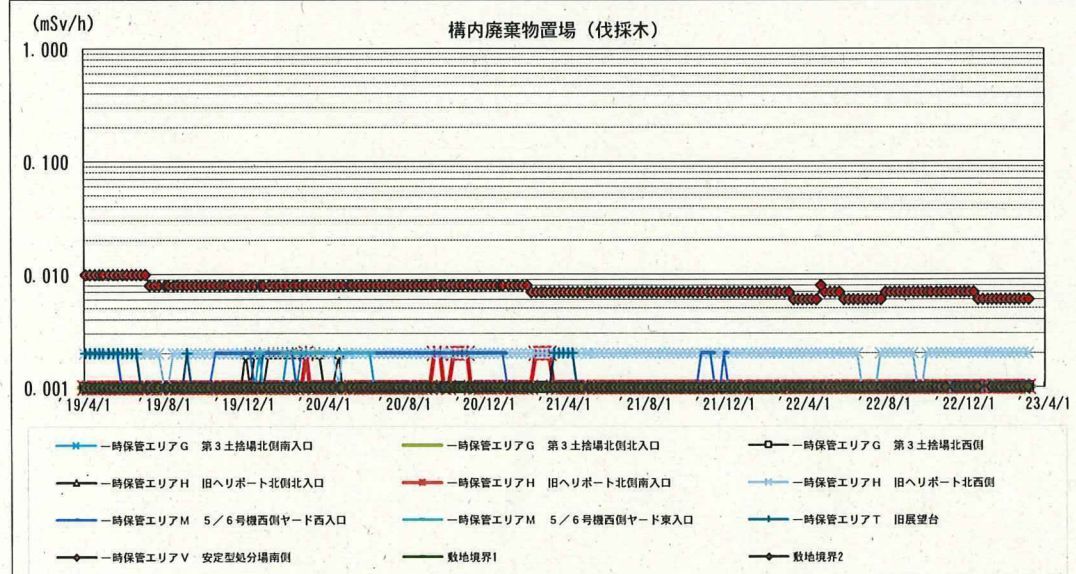 (mSv/h)
構内廃棄物置場（伐採木）
1.000
0.100
0.010
0.001
19/4/1 19/8/1 19/12/1 20/4/1 20/8/1 20/12/1 21/4/1 21/8/1 21/12/1 22/4/1 22/8/1 22/12/1 23/4/1
一時保管エリアG 第３土捨場北側南入口 一時保管エリアG 第３土捨場北側北入口 一時保管エリアG 第３土捨場北西側
一時保管エリアH 旧ヘリポート北側北入口 一時保管エリアH 旧ヘリポート北側南入口 一時保管エリアH 旧ヘリポート北西側
一時保管エリアM ５／６号機西側ヤード西入口 一時保管エリアM ５／６号機西側ヤード東入口 一時保管エリアT 旧展望台
一時保管エリアV 安定型処分場南側 敷地境界1 敷地境界2